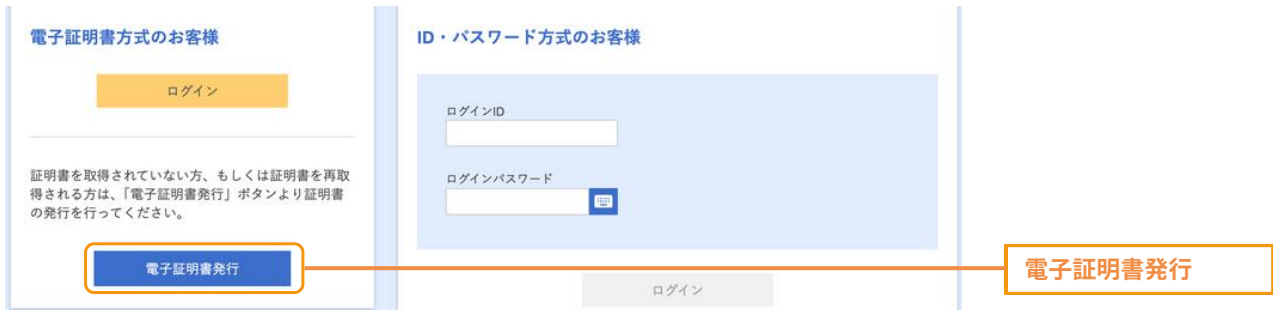 電子証明書方式のお客様
ログイン
証明書を取得されていない方、もしくは証明書を再取
得される方は、「電子証明書発行」ボタンより証明書
の発行を行ってください。
電子証明書発行
ID・パスワード方式のお客様
ログインID
ログインパスワード
ログイン
電子証明書発行